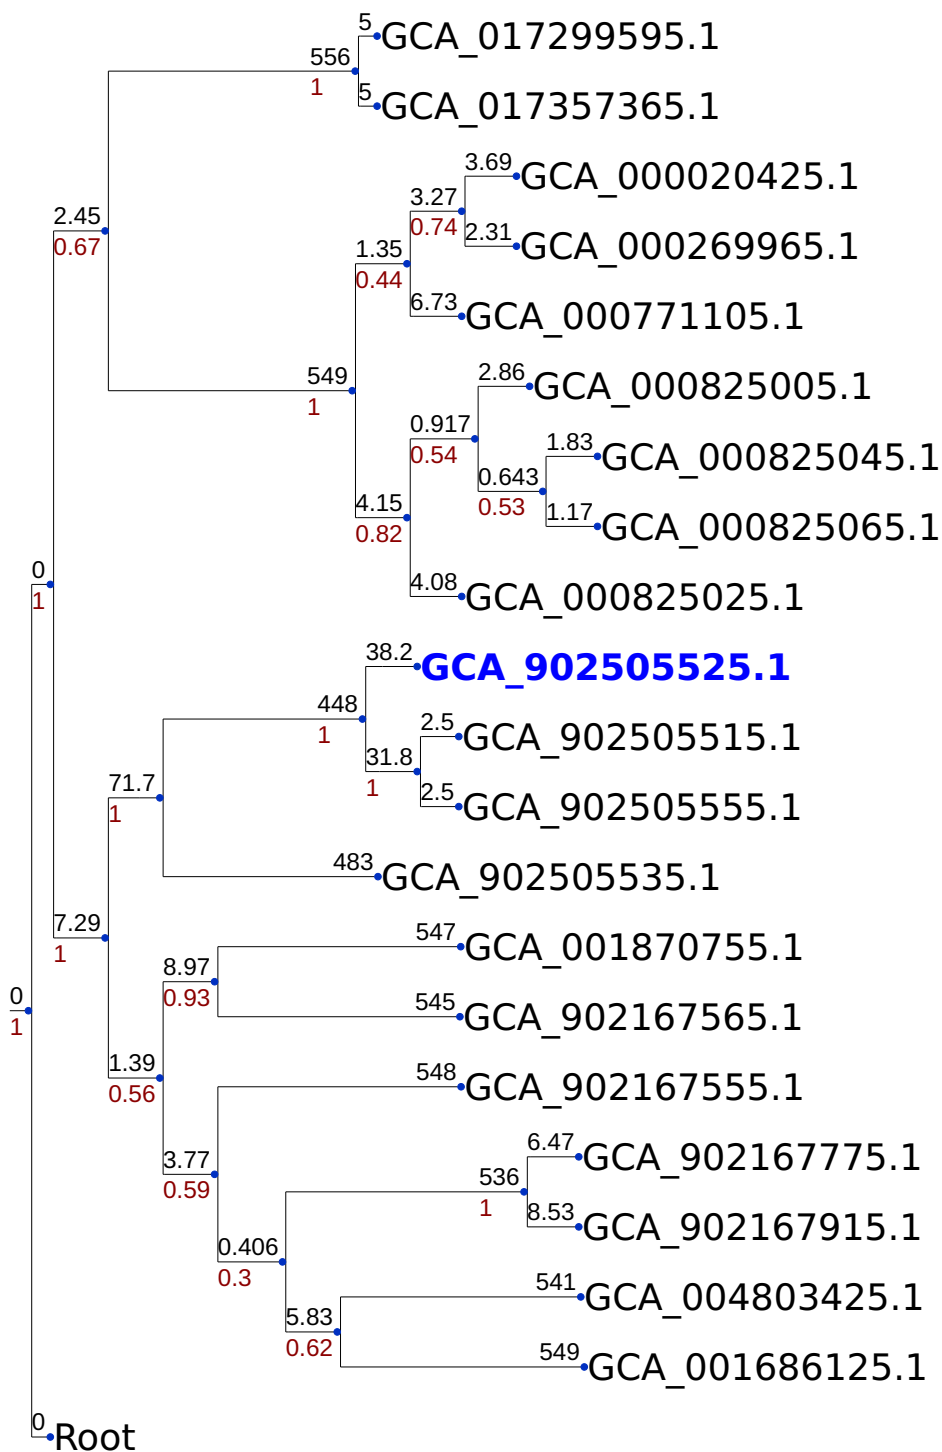 5
GCA_017299595.1
556
1
5
GCA_017357365.1
3.69
GCA_000020425.1
3.27
0.74
2.45
0.67
2.31
GCA_000269965.1
1.35
0.44
6.73
GCA_000771105.1
549
1
2.86
GCA_000825005.1
0.917
0.54
1.83
GCA_000825045.1
0.643
0.53
4.15
0.82
1.17
GCA_000825065.1
4.08
GCA_000825025.1
0
1
38.2
GCA_902505525.1
448
1
2.5
GCA_902505515.1
31.8
1
71.7
1
2.5
GCA_902505555.1
483
GCA_902505535.1
7.29
1
547
GCA_001870755.1
8.97
0.93
0
1
545
GCA_902167565.1
1.39
0.56
548
GCA_902167555.1
6.47
GCA_902167775.1
3.77
0.59
536
1
8.53
GCA_902167915.1
0.406
0.3
541
GCA_004803425.1
5.83
0.62
549
GCA_001686125.1
0
Root